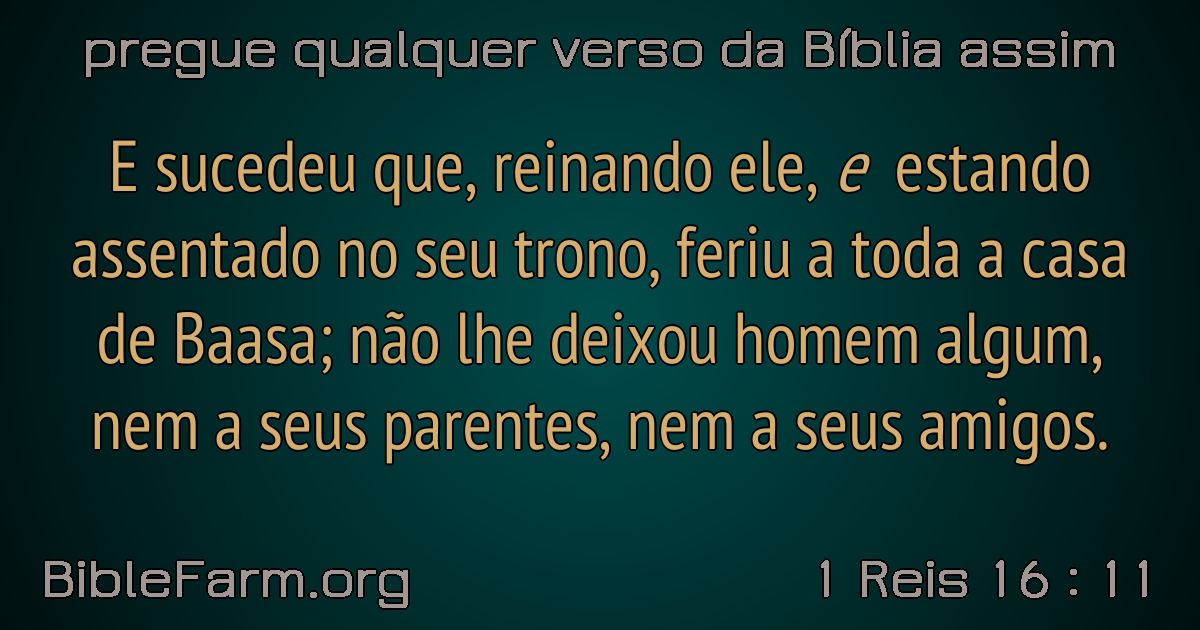 pregue qualquer verso da Bíblia assim
E sucedeu que, reinando ele, e estando
assentado no seu trono, feriu a toda a casa
de Baasa; não lhe deixou homem algum,
nem a seus parentes, nem a seus amigos.
BibleFarm.org
1 Reis 16 : 11